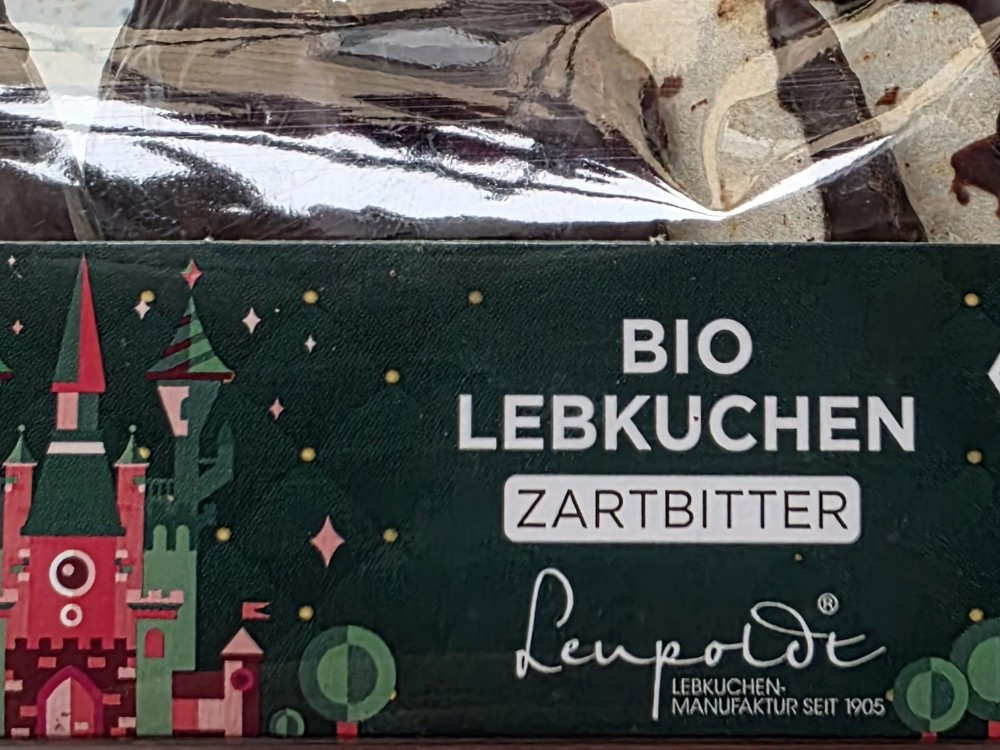 BIO
LEBKUCHEN
ZARTBITTER
Leupoldt®
LEBKUCHEN-
MANUFAKTUR SEIT 1905